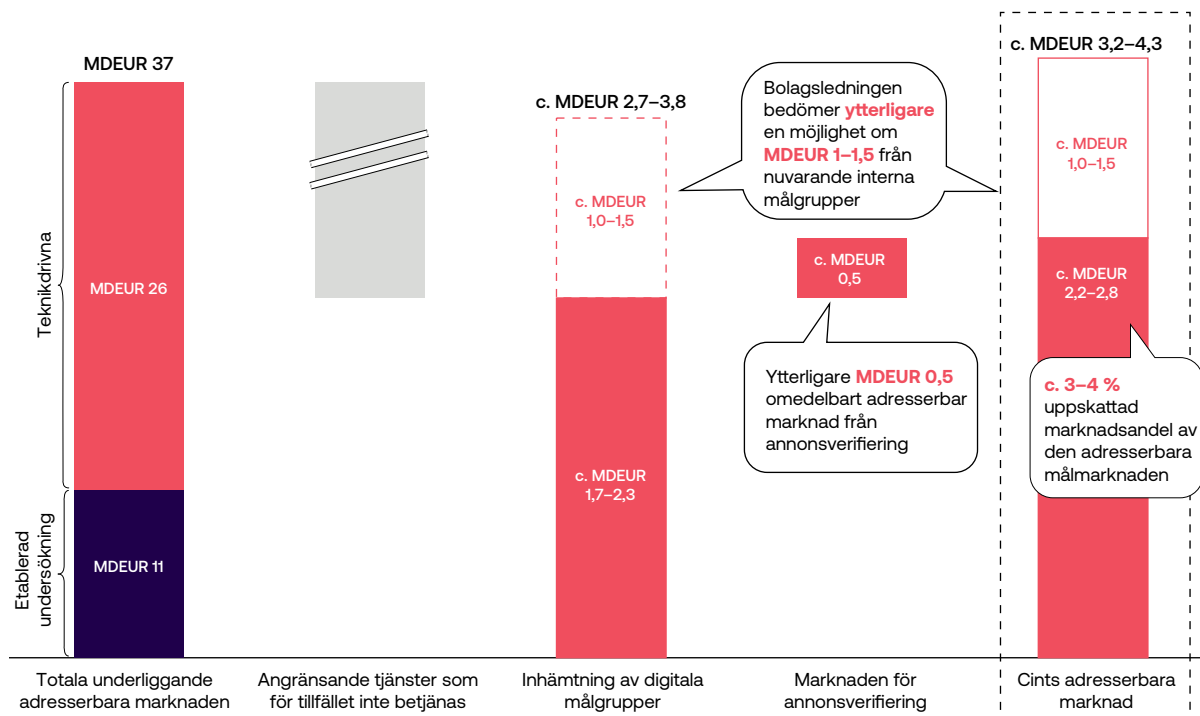 MDEUR 37
Teknikdrivna
MDEUR 26
Etablerad
undersökning
MDEUR 11
Totala underliggande
adresserbara marknaden
Angränsande tjänster som
för tillfället inte betjänas
c. MDEUR 2,7–3,8
c. MDEUR
1,0–1,5
c. MDEUR
1,7–2,3
Inhämtning av digitala
målgrupper
Bolagsledningen
bedömer ytterligare
en möjlighet om
MDEUR 1–1,5 från
nuvarande interna
målgrupper
c. MDEUR
0,5
Ytterligare MDEUR 0,5
omedelbart adresserbar
marknad från
annonsverifiering
Marknaden för
annonsverifiering
c. MDEUR 3,2–4,3
c. MDEUR
1,0–1,5
c. MDEUR
2,2–2,8
c. 3–4 %
uppskattad
marknadsandel av
den adresserbara
målmarknaden
Cints adresserbara
marknad